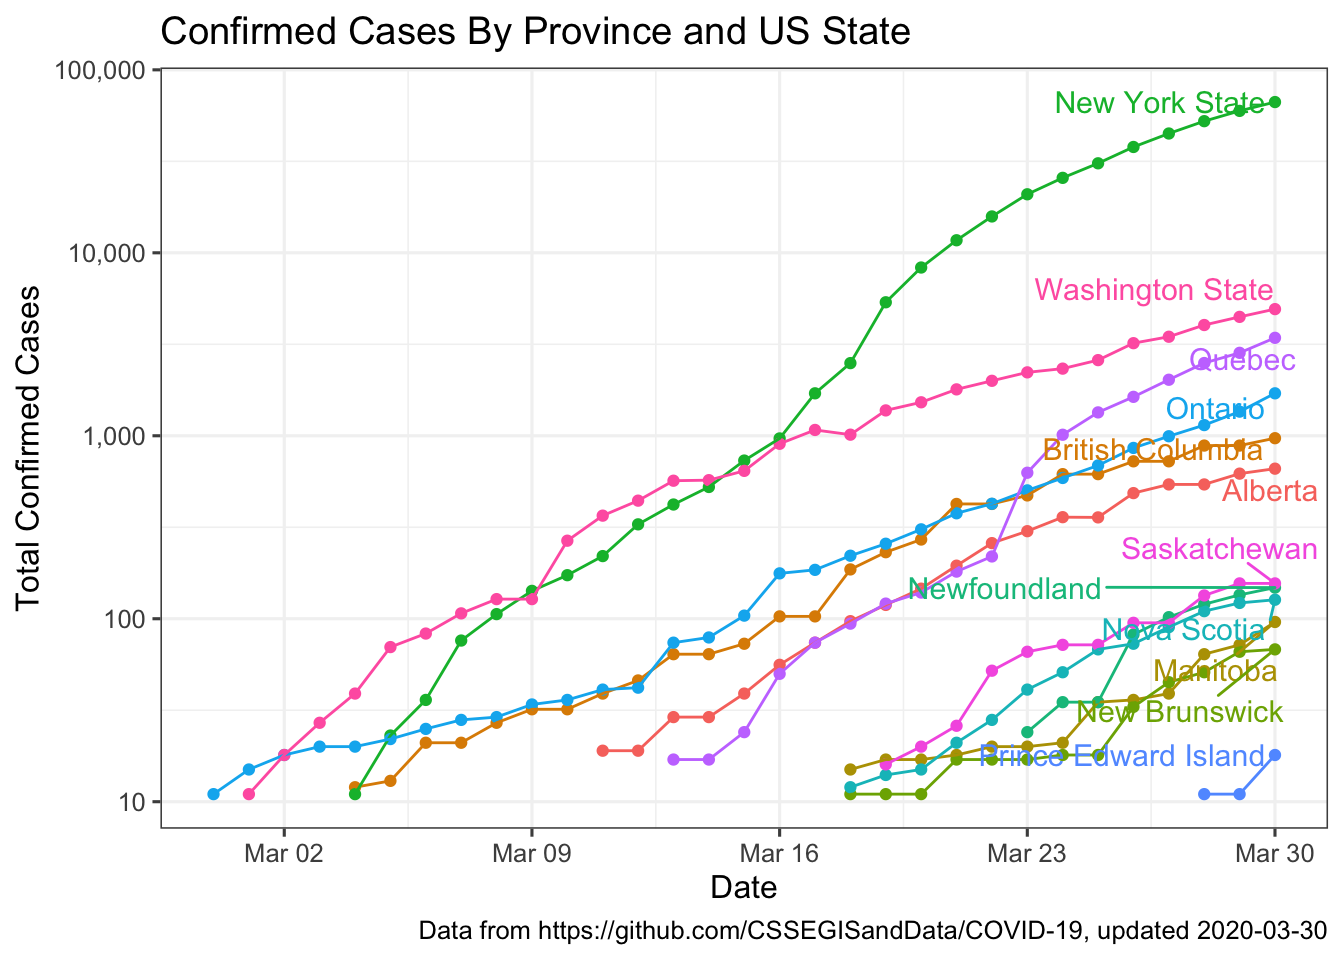 Confirmed Cases By Province and US State
Total Confirmed Cases
100,000
10,000
1,000
100
10
New York State
Washington State
Quebec
Ontario
British Columbia
Alberta
Saskatchewan
Newfoundland
Nova Scotia
Manitoba
New Brunswick
Prince Edward Island
Mar 02
Mar 09
Mar 16
Mar 23
Mar 30
Date
Data from https://github.com/CSSEGISandData/COVID-19, updated 2020-03-30